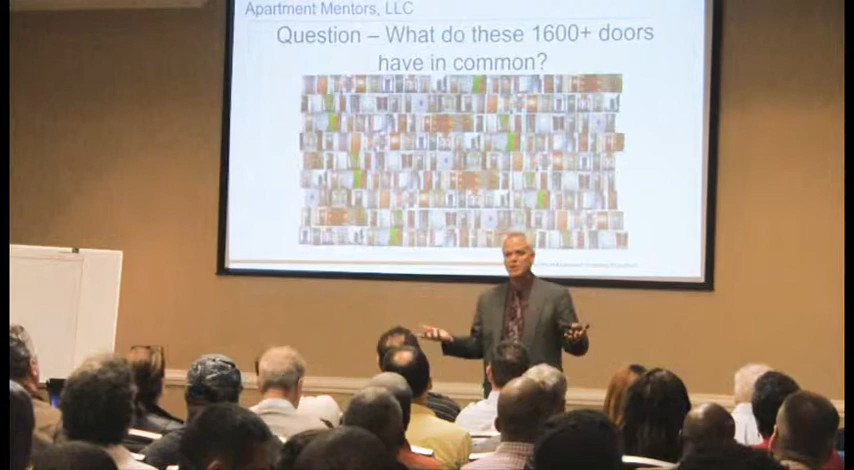 Apartment Mentors, LLC
Question – What do these 1600+ doors
have in common?